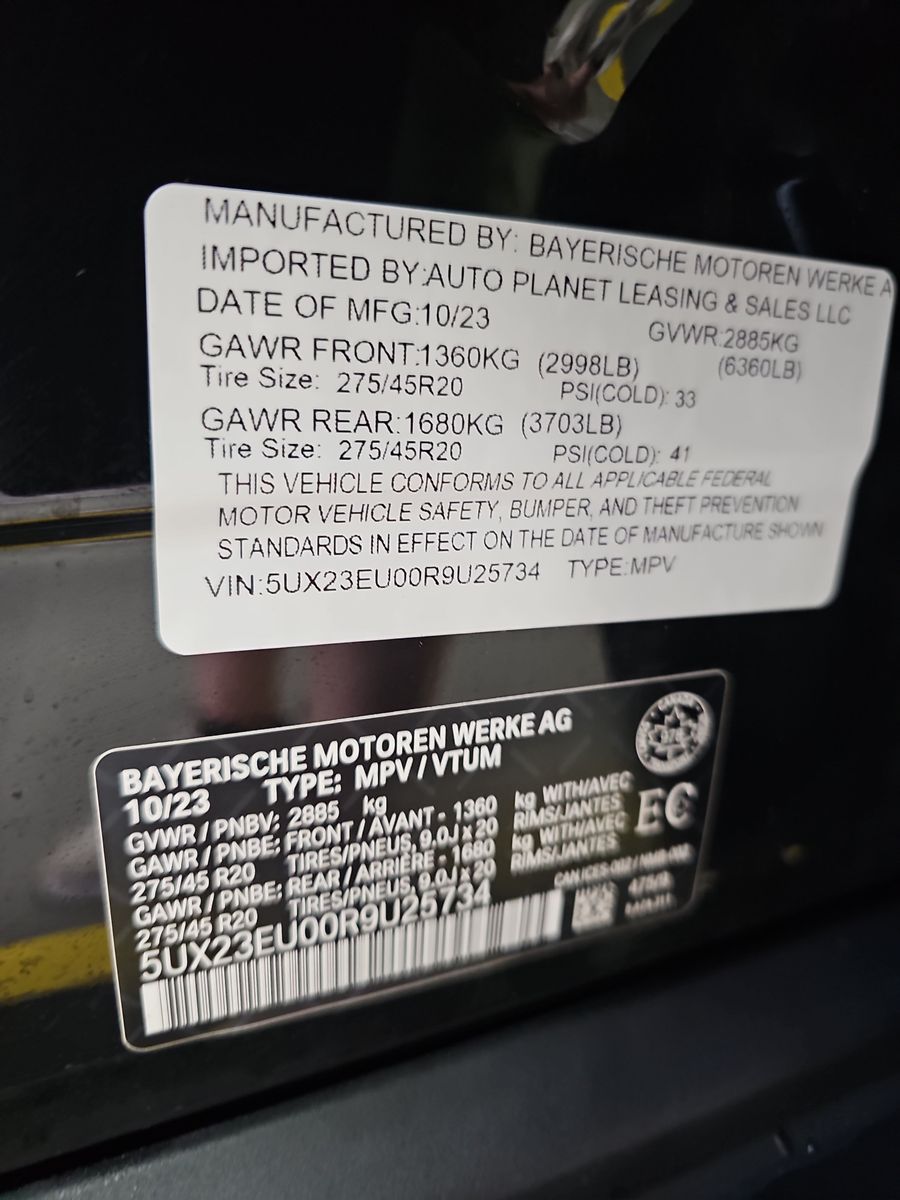 MANUFACTURED BY: BAYERISCHE MOTOREN WERKE A
IMPORTED BY:AUTO PLANET LEASING & SALES LLC
DATE OF MFG:10/23 GVWR:2885KG
GAWR FRONT:1360KG (2998LB) (6360LB)
Tire Size: 275/45R20 PSI(COLD): 33
GAWR REAR:1680KG (3703LB)
Tire Size: 275/45R20 PSI(COLD): 41
THIS VEHICLE CONFORMS TO ALL APPLICABLE FEDERAL
MOTOR VEHICLE SAFETY, BUMPER, AND THEFT PREVENTION
STANDARDS IN EFFECT ON THE DATE OF MANUFACTURE SHOWN
VIN:5UX23EU00R9U25734 TYPE:MPV
BAYERISCHE MOTOREN WERKE AG
10/23 TYPE: MPV / VTUM
GVWR / PNBV: 2885 kg
GAWR / PNBE: FRONT / AVANT - 1360 kg WITH/AVEC
275/45 R20 TIRES/PNEUS, 9.0J x 20 RIMS/JANTES
GAWR / PNBE: REAR / ARRIÈRE - 1680 kg WITH/AVEC
275/45 R20 TIRES/PNEUS, 9.0J x 20 RIMS/JANTES
EC
5UX23EU00R9U25734